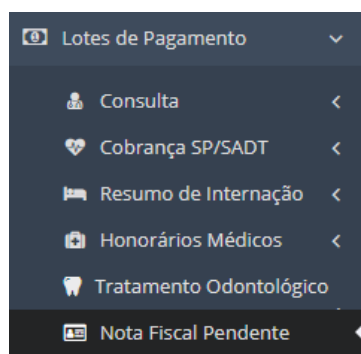 Lotes de Pagamento
Consulta
Cobrança SP/SADT
Resumo de Internação
Honorários Médicos
Tratamento Odontológico
Nota Fiscal Pendente